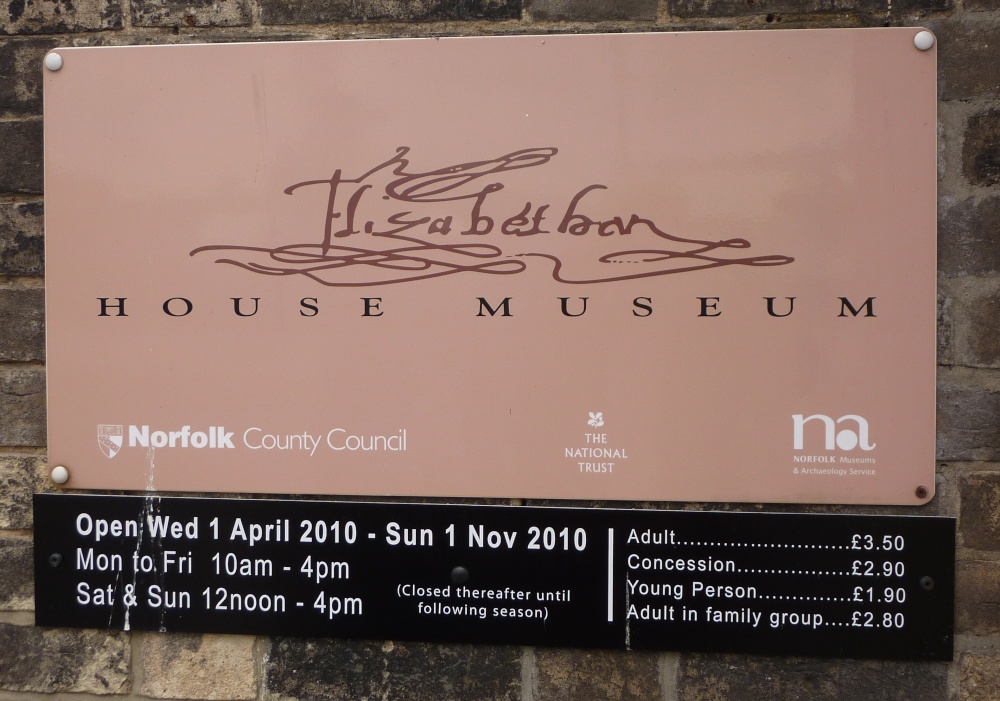 Elizabethan
HOUSE MUSEUM
Norfolk County Council
THE
NATIONAL
TRUST
na
NORFOLK Museums
& Archaeology Service
Open Wed 1 April 2010 - Sun 1 Nov 2010
Mon to Fri 10am - 4pm
Sat & Sun 12noon - 4pm
(Closed thereafter until
following season)
Adult..........................£3.50
Concession.................£2.90
Young Person..............£1.90
Adult in family group....£2.80